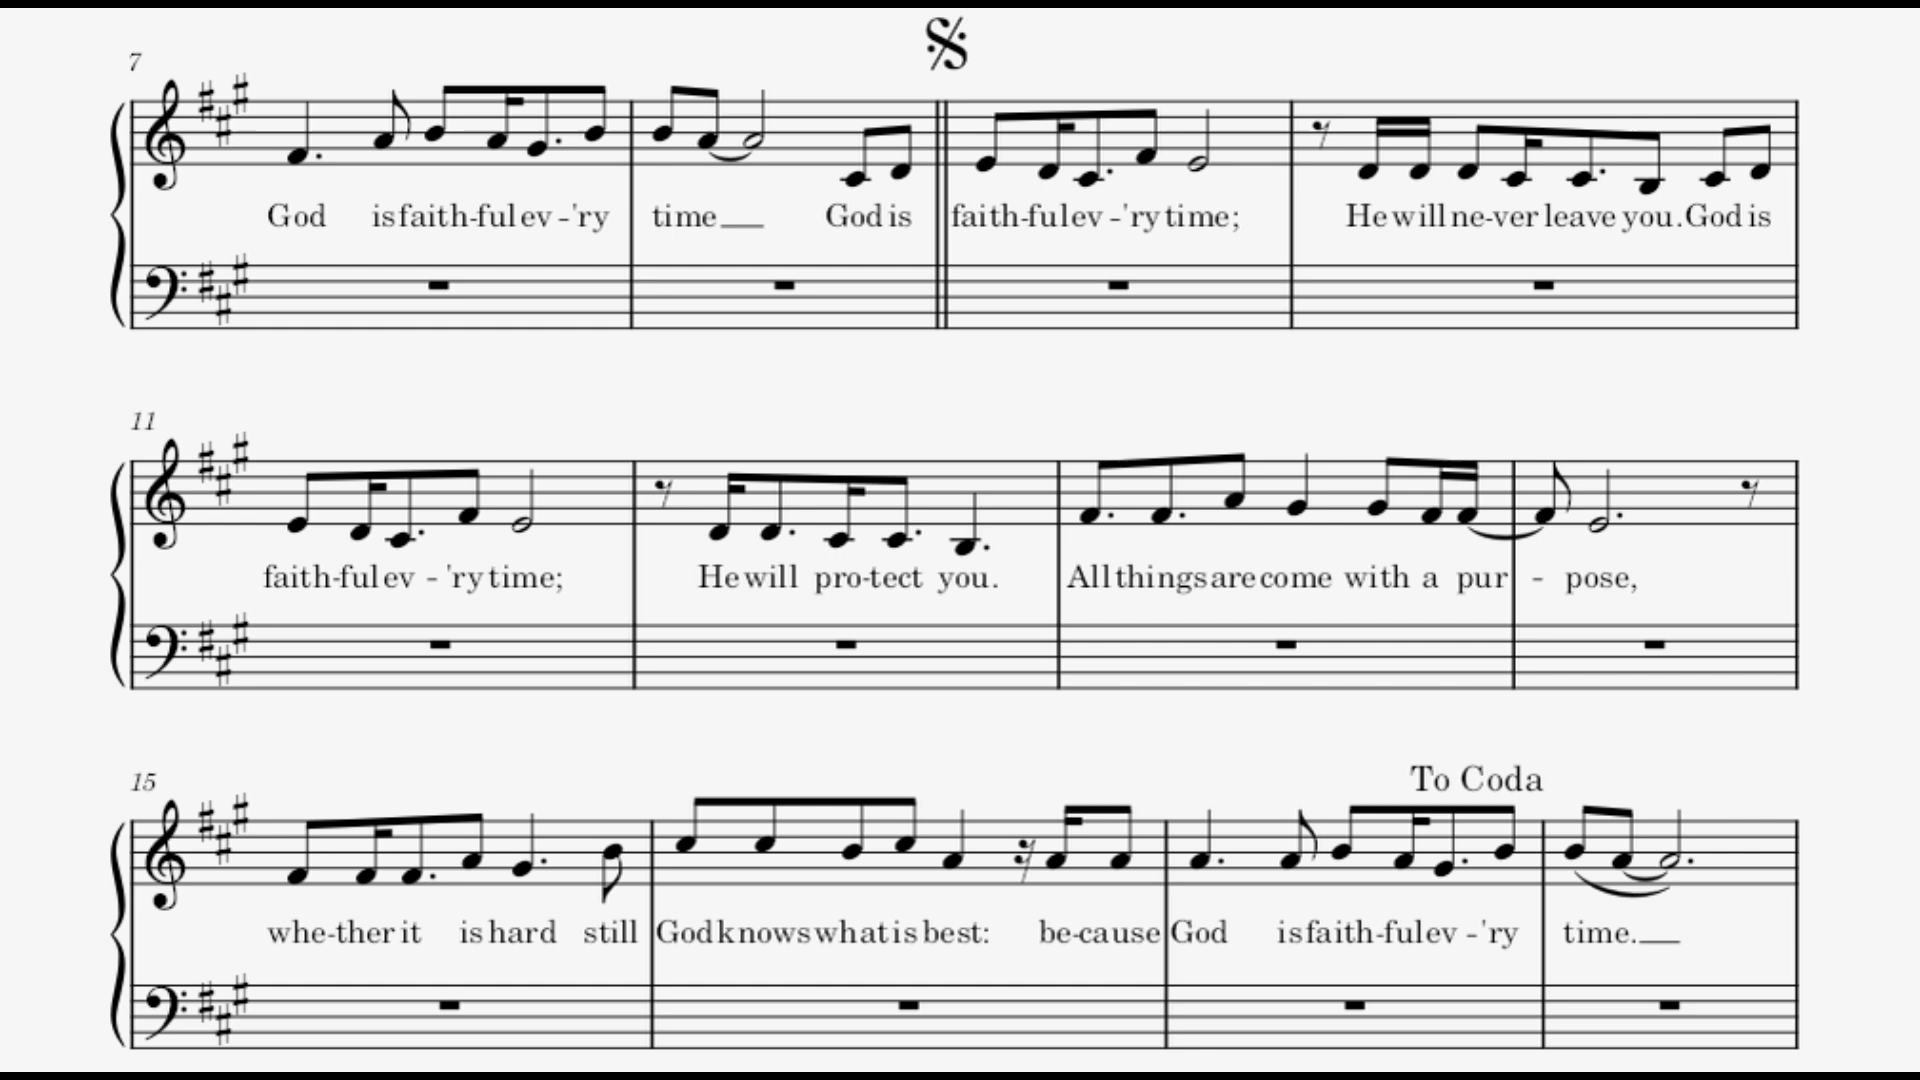 7
God is faith-ful ev-'ry time God is faith-ful ev-'ry time; He will ne-ver leave you. God is
11
faith-ful ev-'ry time; He will pro-tect you. All things are come with a pur-pose,
15
To Coda
whe-ther it is hard still God knows what is best: be-cause God is faith-ful ev-'ry time.